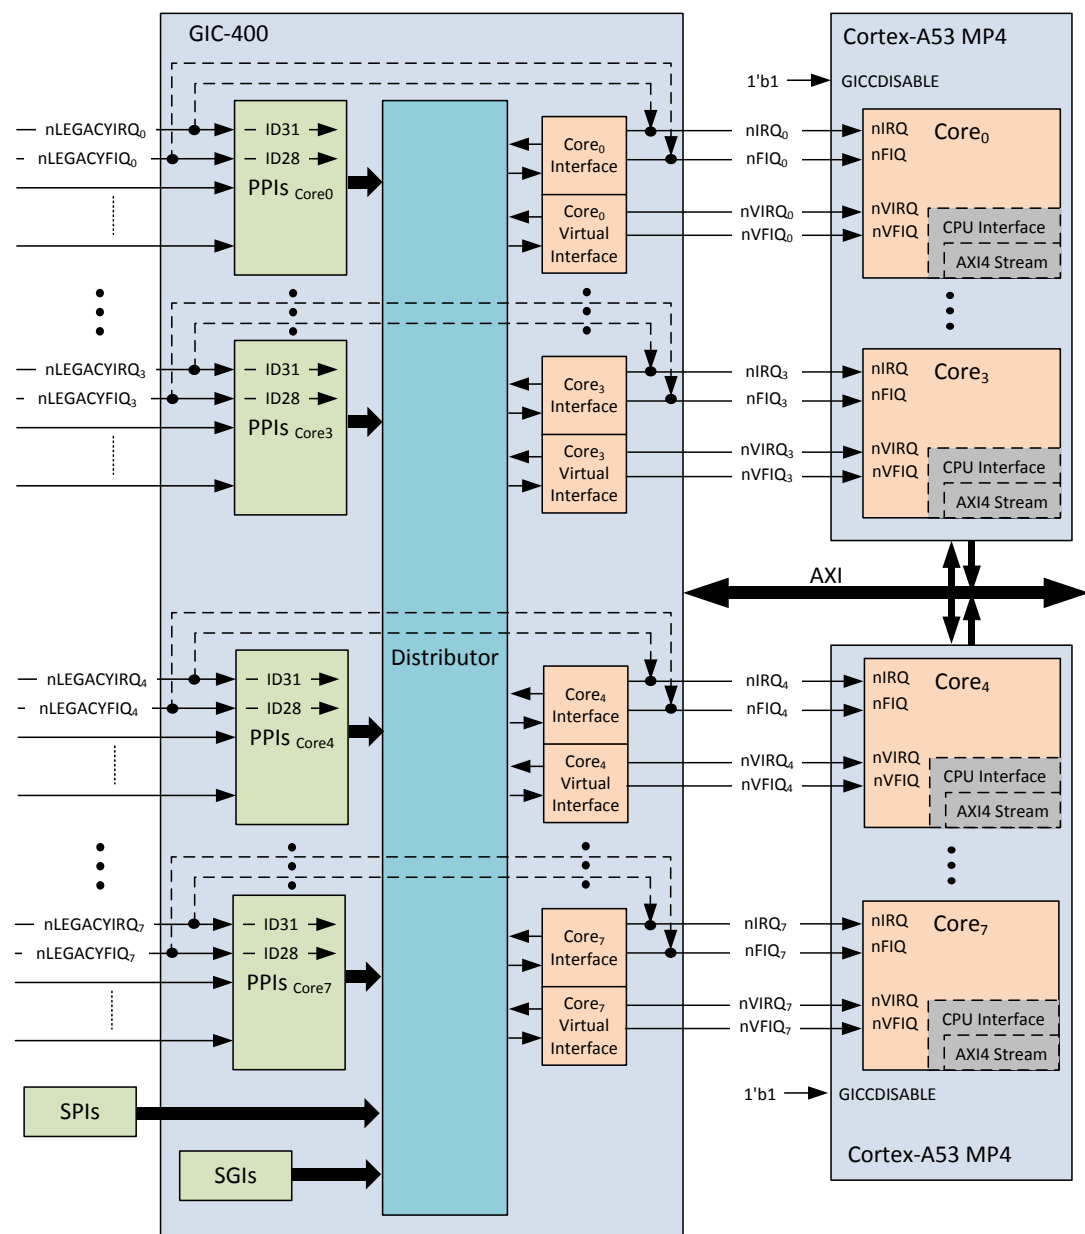 GIC-400
Cortex-A53 MP4
1'b1 GICCDISABLE
nLEGACYIRQ₀ ID31 Core₀ Interface nIRQ₀ nIRQ Core₀
nLEGACYFIQ₀ ID28 nFIQ₀ nFIQ
PPIs Core0
Core₀ Virtual Interface nVIRQ₀ nVIRQ
nVFIQ₀ nVFIQ
CPU Interface
AXI4 Stream
nLEGACYIRQ₃ ID31 Core₃ Interface nIRQ₃ nIRQ Core₃
nLEGACYFIQ₃ ID28 nFIQ₃ nFIQ
PPIs Core3
Core₃ Virtual Interface nVIRQ₃ nVIRQ
nVFIQ₃ nVFIQ
CPU Interface
AXI4 Stream
AXI
Distributor
nLEGACYIRQ₄ ID31 Core₄ Interface nIRQ₄ nIRQ Core₄
nLEGACYFIQ₄ ID28 nFIQ₄ nFIQ
PPIs Core4
Core₄ Virtual Interface nVIRQ₄ nVIRQ
nVFIQ₄ nVFIQ
CPU Interface
AXI4 Stream
nLEGACYIRQ₇ ID31 Core₇ Interface nIRQ₇ nIRQ Core₇
nLEGACYFIQ₇ ID28 nFIQ₇ nFIQ
PPIs Core7
Core₇ Virtual Interface nVIRQ₇ nVIRQ
nVFIQ₇ nVFIQ
CPU Interface
AXI4 Stream
1'b1 GICCDISABLE
SPIs
Cortex-A53 MP4
SGIs